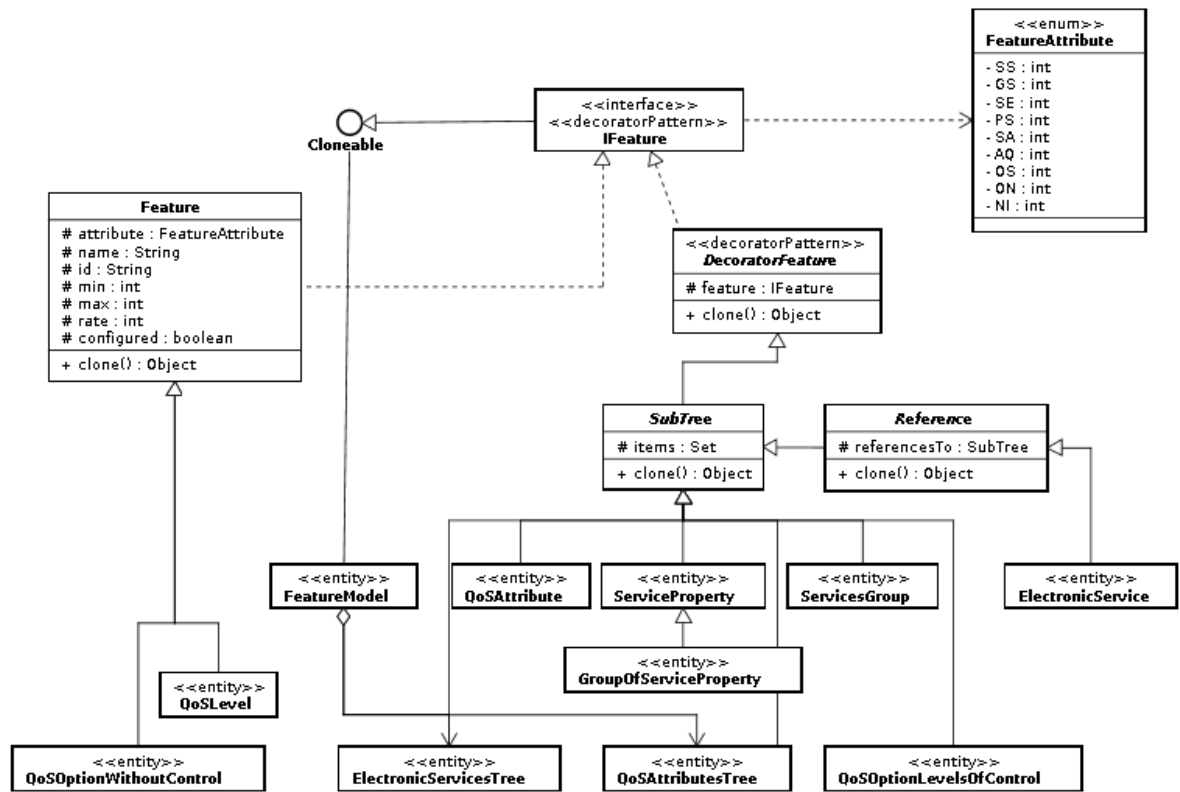 <<enum>>
FeatureAttribute
- SS : int
- GS : int
- SE : int
- PS : int
- SA : int
- AQ : int
- OS : int
- ON : int
- NI : int
<<interface>>
<<decoratorPattern>>
IFeature
Cloneable
Feature
# attribute : FeatureAttribute
# name : String
# id : String
# min : int
# max : int
# rate : int
# configured : boolean
+ clone() : Object
<<decoratorPattern>>
DecoratorFeature
# feature : IFeature
+ clone() : Object
SubTree
# items : Set
+ clone() : Object
Reference
# referencesTo : SubTree
+ clone() : Object
<<entity>>
FeatureModel
<<entity>>
QoSAttribute
<<entity>>
ServiceProperty
<<entity>>
ServicesGroup
<<entity>>
ElectronicService
<<entity>>
GroupOfServiceProperty
<<entity>>
QoSLevel
<<entity>>
QoSOptionWithoutControl
<<entity>>
ElectronicServicesTree
<<entity>>
QoSAttributesTree
<<entity>>
QoSOptionLevelsOfControl